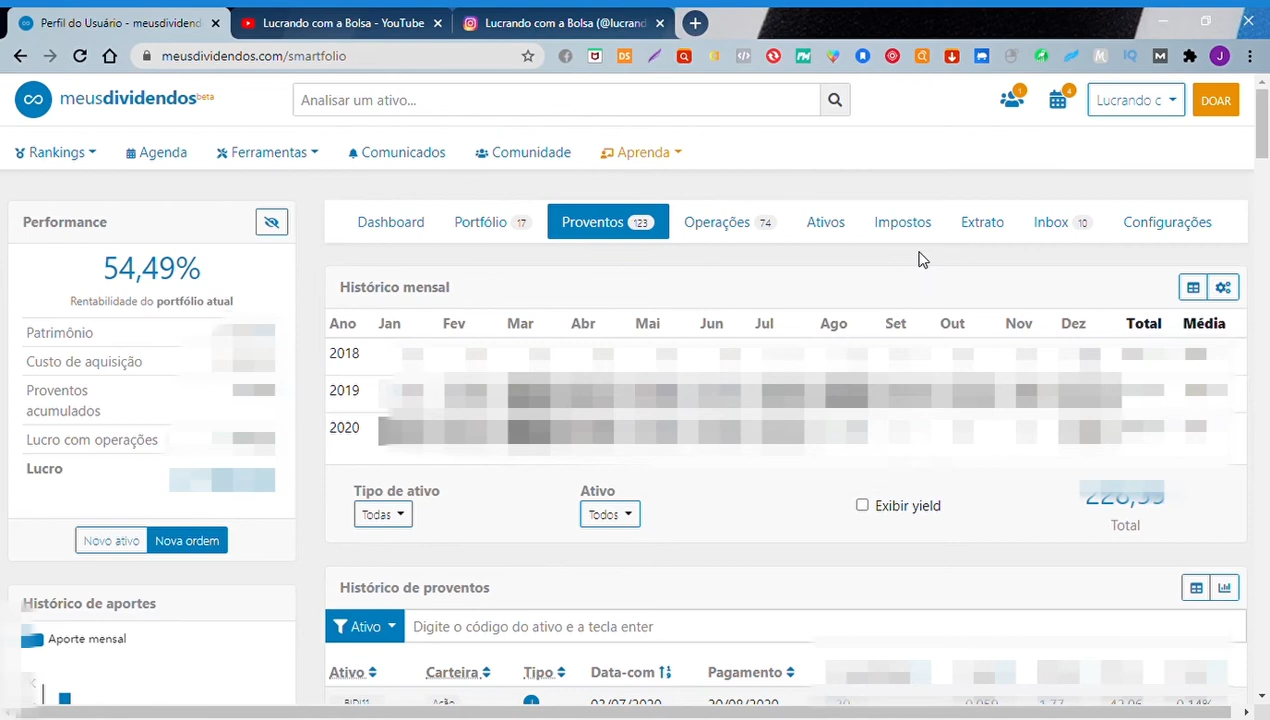 Perfil do Usuário - meusdividend
Lucrando com a Bolsa - YouTube
Lucrando com a Bolsa (@lucrand
meusdividendos.com/smartfolio
meusdividendos beta
Analisar um ativo...
1
4
Lucrando c
DOAR
Rankings
Agenda
Ferramentas
Comunicados
Comunidade
Aprenda
Performance
54,49%
Rentabilidade do portfólio atual
Patrimônio
Custo de aquisição
Proventos
acumulados
Lucro com operações
Lucro
Novo ativo
Nova ordem
Histórico de aportes
Aporte mensal
Dashboard
Portfólio 17
Proventos 123
Operações 74
Ativos
Impostos
Extrato
Inbox 10
Configurações
Histórico mensal
Ano Jan Fev Mar Abr Mai Jun Jul Ago Set Out Nov Dez Total Média
2018
2019
2020
Tipo de ativo
Todas
Ativo
Todos
Exibir yield
Total
Histórico de proventos
Ativo
Digite o código do ativo e a tecla enter
Ativo Carteira Tipo Data-com Pagamento